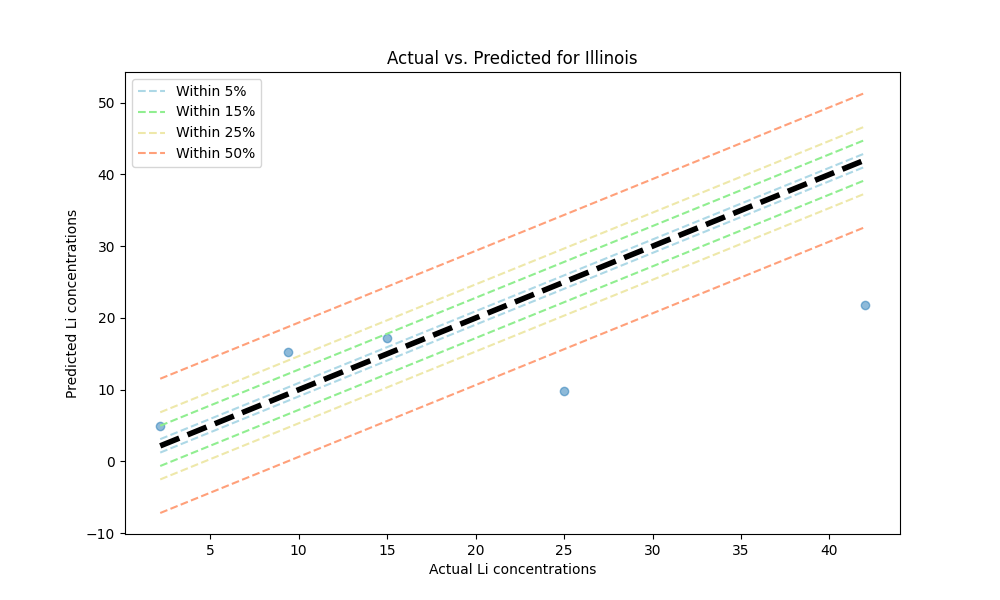 Actual vs. Predicted for Illinois
Within 5%
Within 15%
Within 25%
Within 50%
Predicted Li concentrations
50
40
30
20
10
0
−10
5
10
15
20
25
30
35
40
Actual Li concentrations